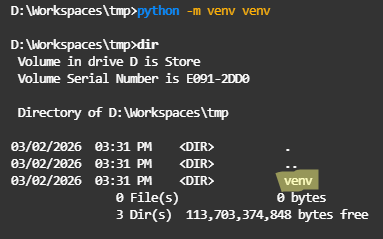 D:\Workspaces\tmp>python -m venv venv
D:\Workspaces\tmp>dir
Volume in drive D is Store
Volume Serial Number is E091-2DD0
Directory of D:\Workspaces\tmp
03/02/2026  03:31 PM    <DIR>          .
03/02/2026  03:31 PM    <DIR>          ..
03/02/2026  03:31 PM    <DIR>          venv
0 File(s)              0 bytes
3 Dir(s)  113,703,374,848 bytes free